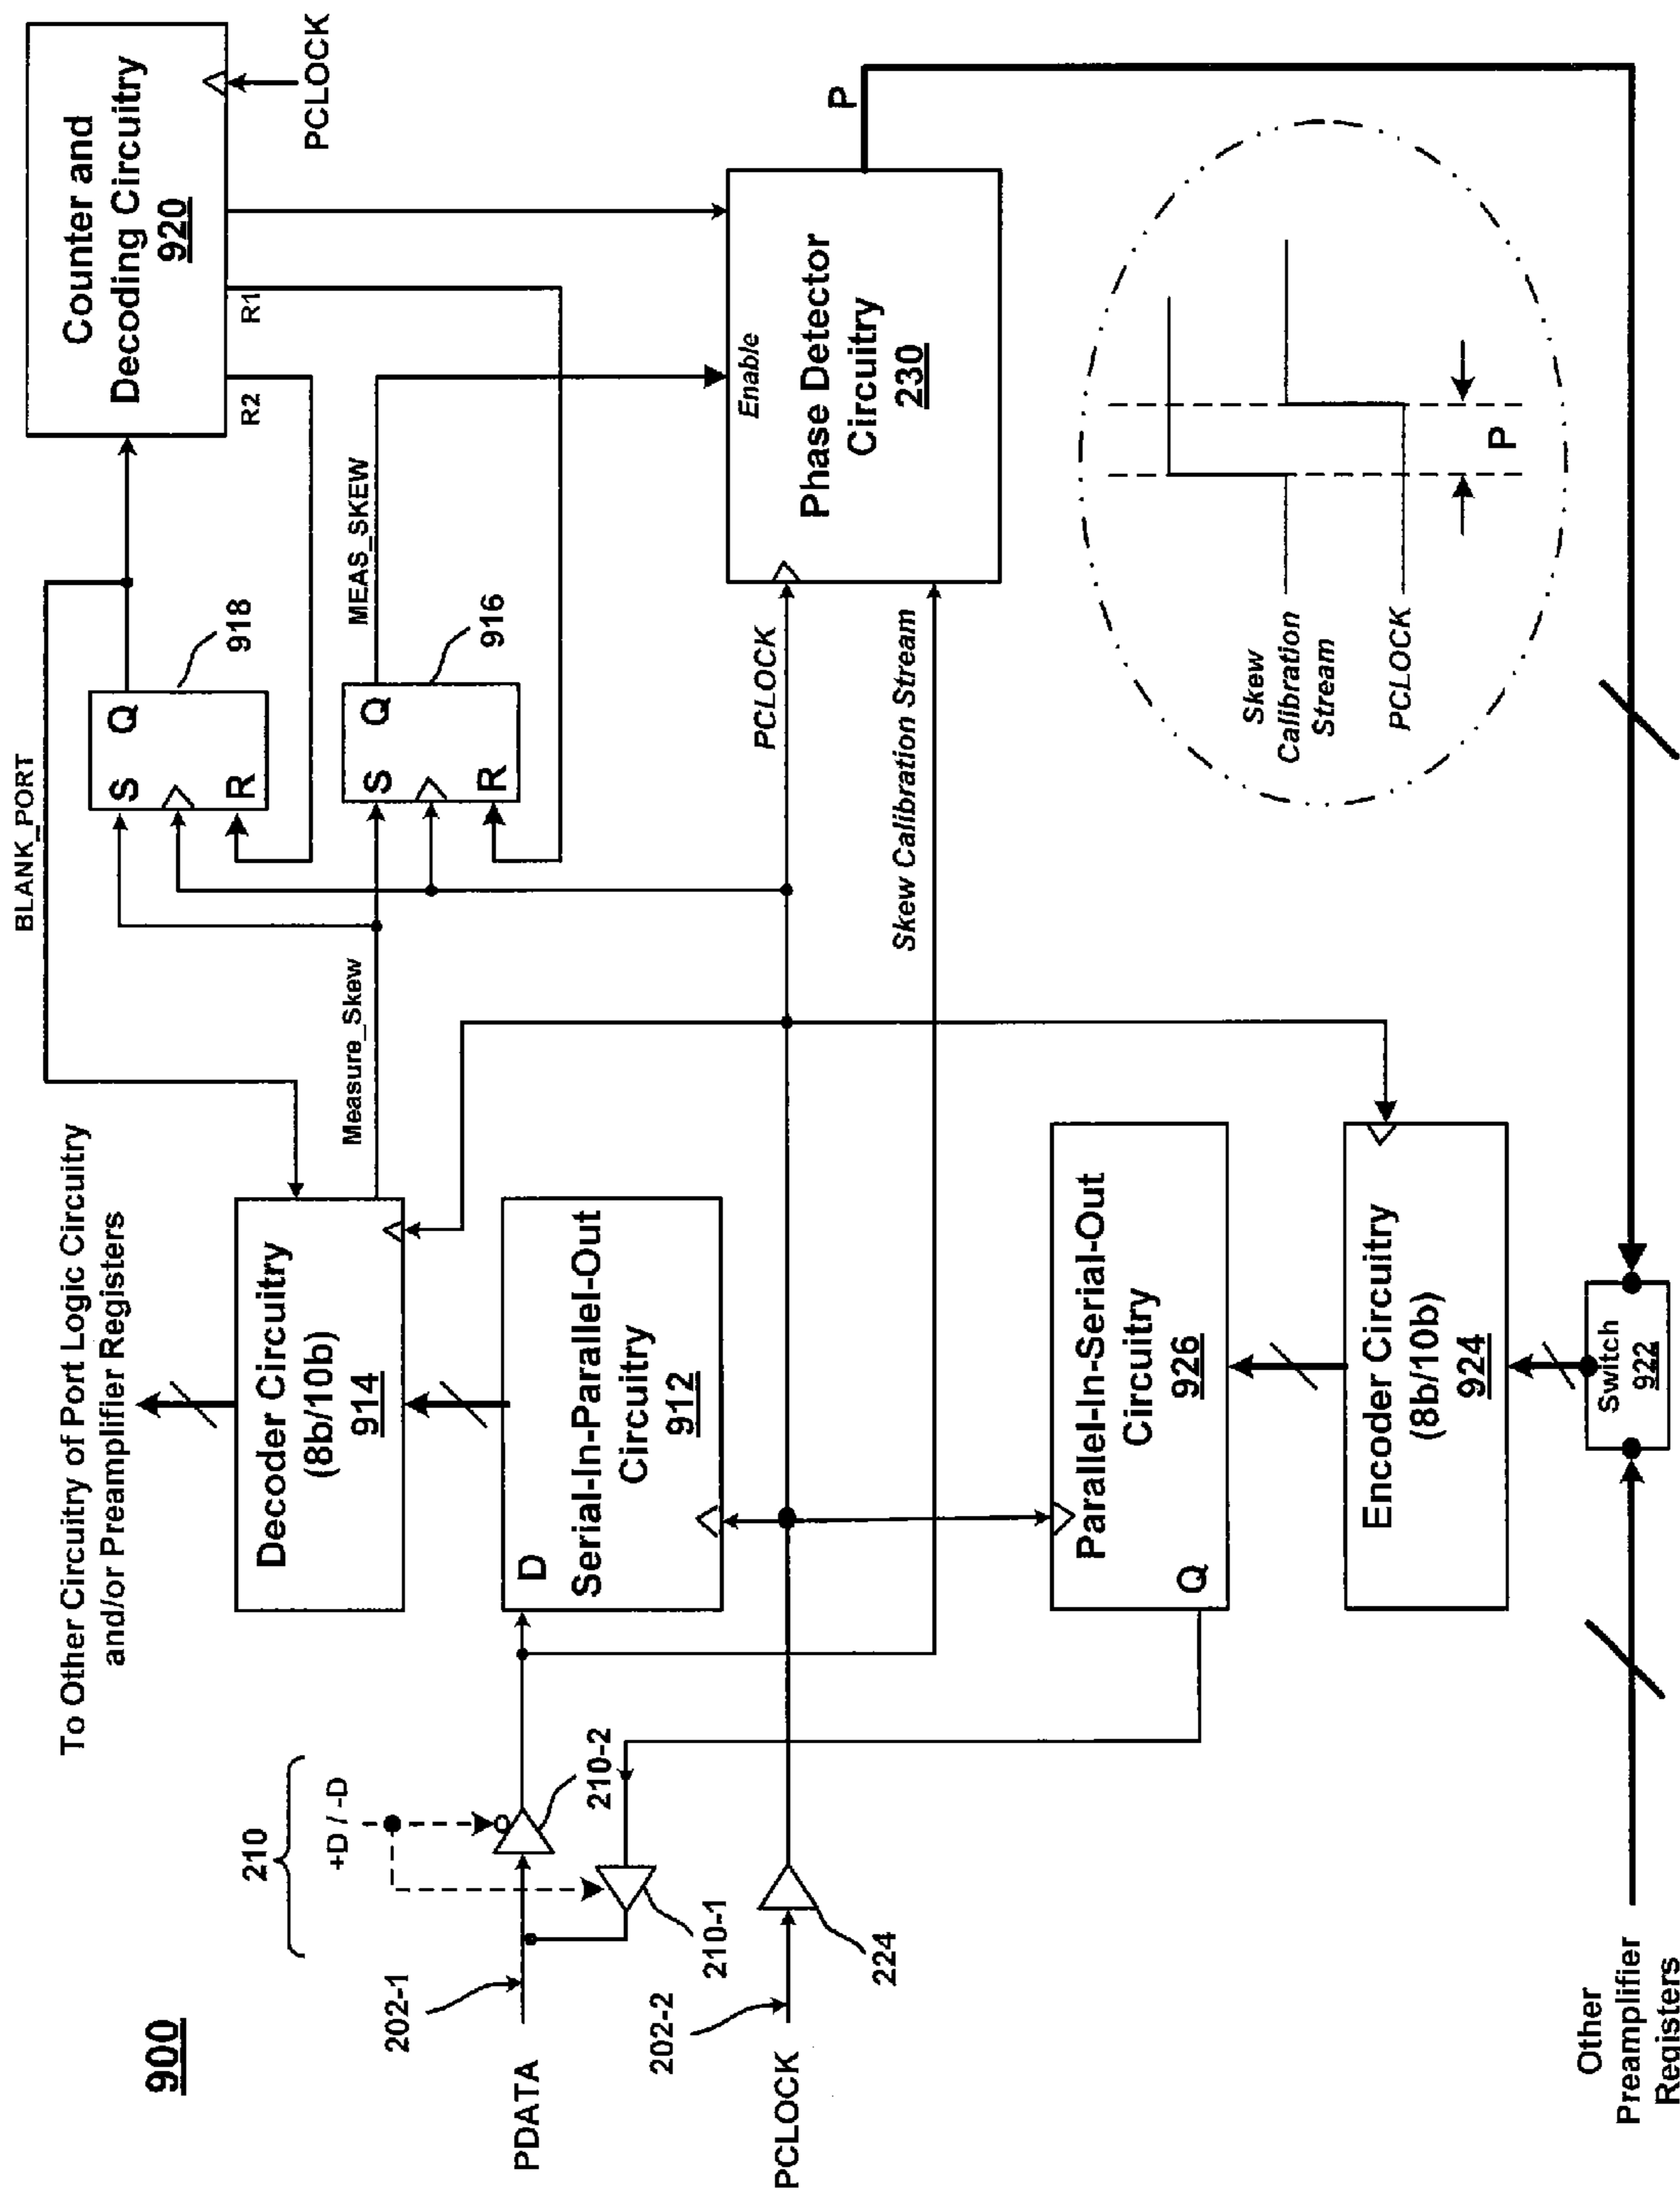 900
To Other Circuitry of Port Logic Circuitry
and/or Preamplifier Registers
BLANK_PORT
Counter and
Decoding Circuitry
920
R2
R1
PCLOCK
S
Q
R
918
Measure_Skew
S
Q
R
916
MEAS_SKEW
Decoder Circuitry
(8b/10b)
914
210
+D / -D
202-1
PDATA
210-2
210-1
D
Serial-In-Parallel-Out
Circuitry
912
202-2
PCLOCK
224
PCLOCK
Skew Calibration Stream
Enable
Phase Detector
Circuitry
230
P
Parallel-In-Serial-Out
Circuitry
926
Q
Encoder Circuitry
(8b/10b)
924
Switch
922
Other
Preamplifier
Registers
Skew
Calibration
Stream
PCLOCK
P